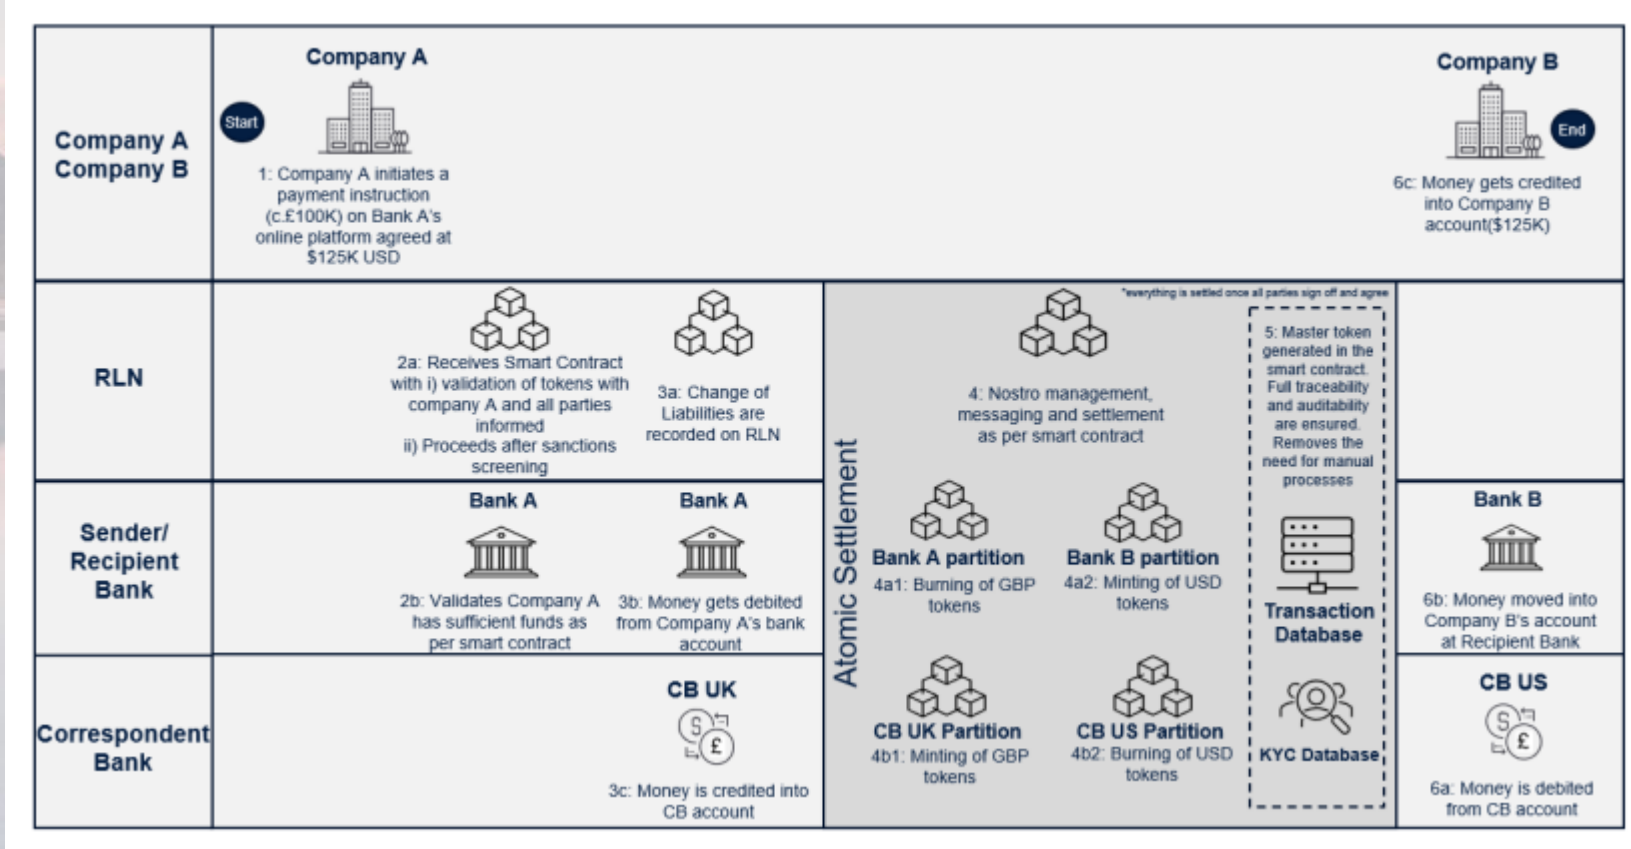 Company A
Company B
Company A
Start
1: Company A initiates a
payment instruction
(c.£100K) on Bank A's
online platform agreed at
$125K USD
Company B
End
6c: Money gets credited
into Company B
account($125K)
RLN
2a: Receives Smart Contract
with i) validation of tokens with
company A and all parties
informed
ii) Proceeds after sanctions
screening
3a: Change of
Liabilities are
recorded on RLN
Atomic Settlement
*everything is settled once all parties sign off and agree
4: Nostro management,
messaging and settlement
as per smart contract
5: Master token
generated in the
smart contract.
Full traceability
and auditability
are ensured.
Removes the
need for manual
processes
Sender/
Recipient
Bank
Bank A
2b: Validates Company A
has sufficient funds as
per smart contract
Bank A
3b: Money gets debited
from Company A's bank
account
Bank A partition
4a1: Burning of GBP
tokens
Bank B partition
4a2: Minting of USD
tokens
Transaction
Database
Bank B
6b: Money moved into
Company B's account
at Recipient Bank
Correspondent
Bank
CB UK
$
£
3c: Money is credited into
CB account
CB UK Partition
4b1: Minting of GBP
tokens
CB US Partition
4b2: Burning of USD
tokens
KYC Database
CB US
$
£
6a: Money is debited
from CB account